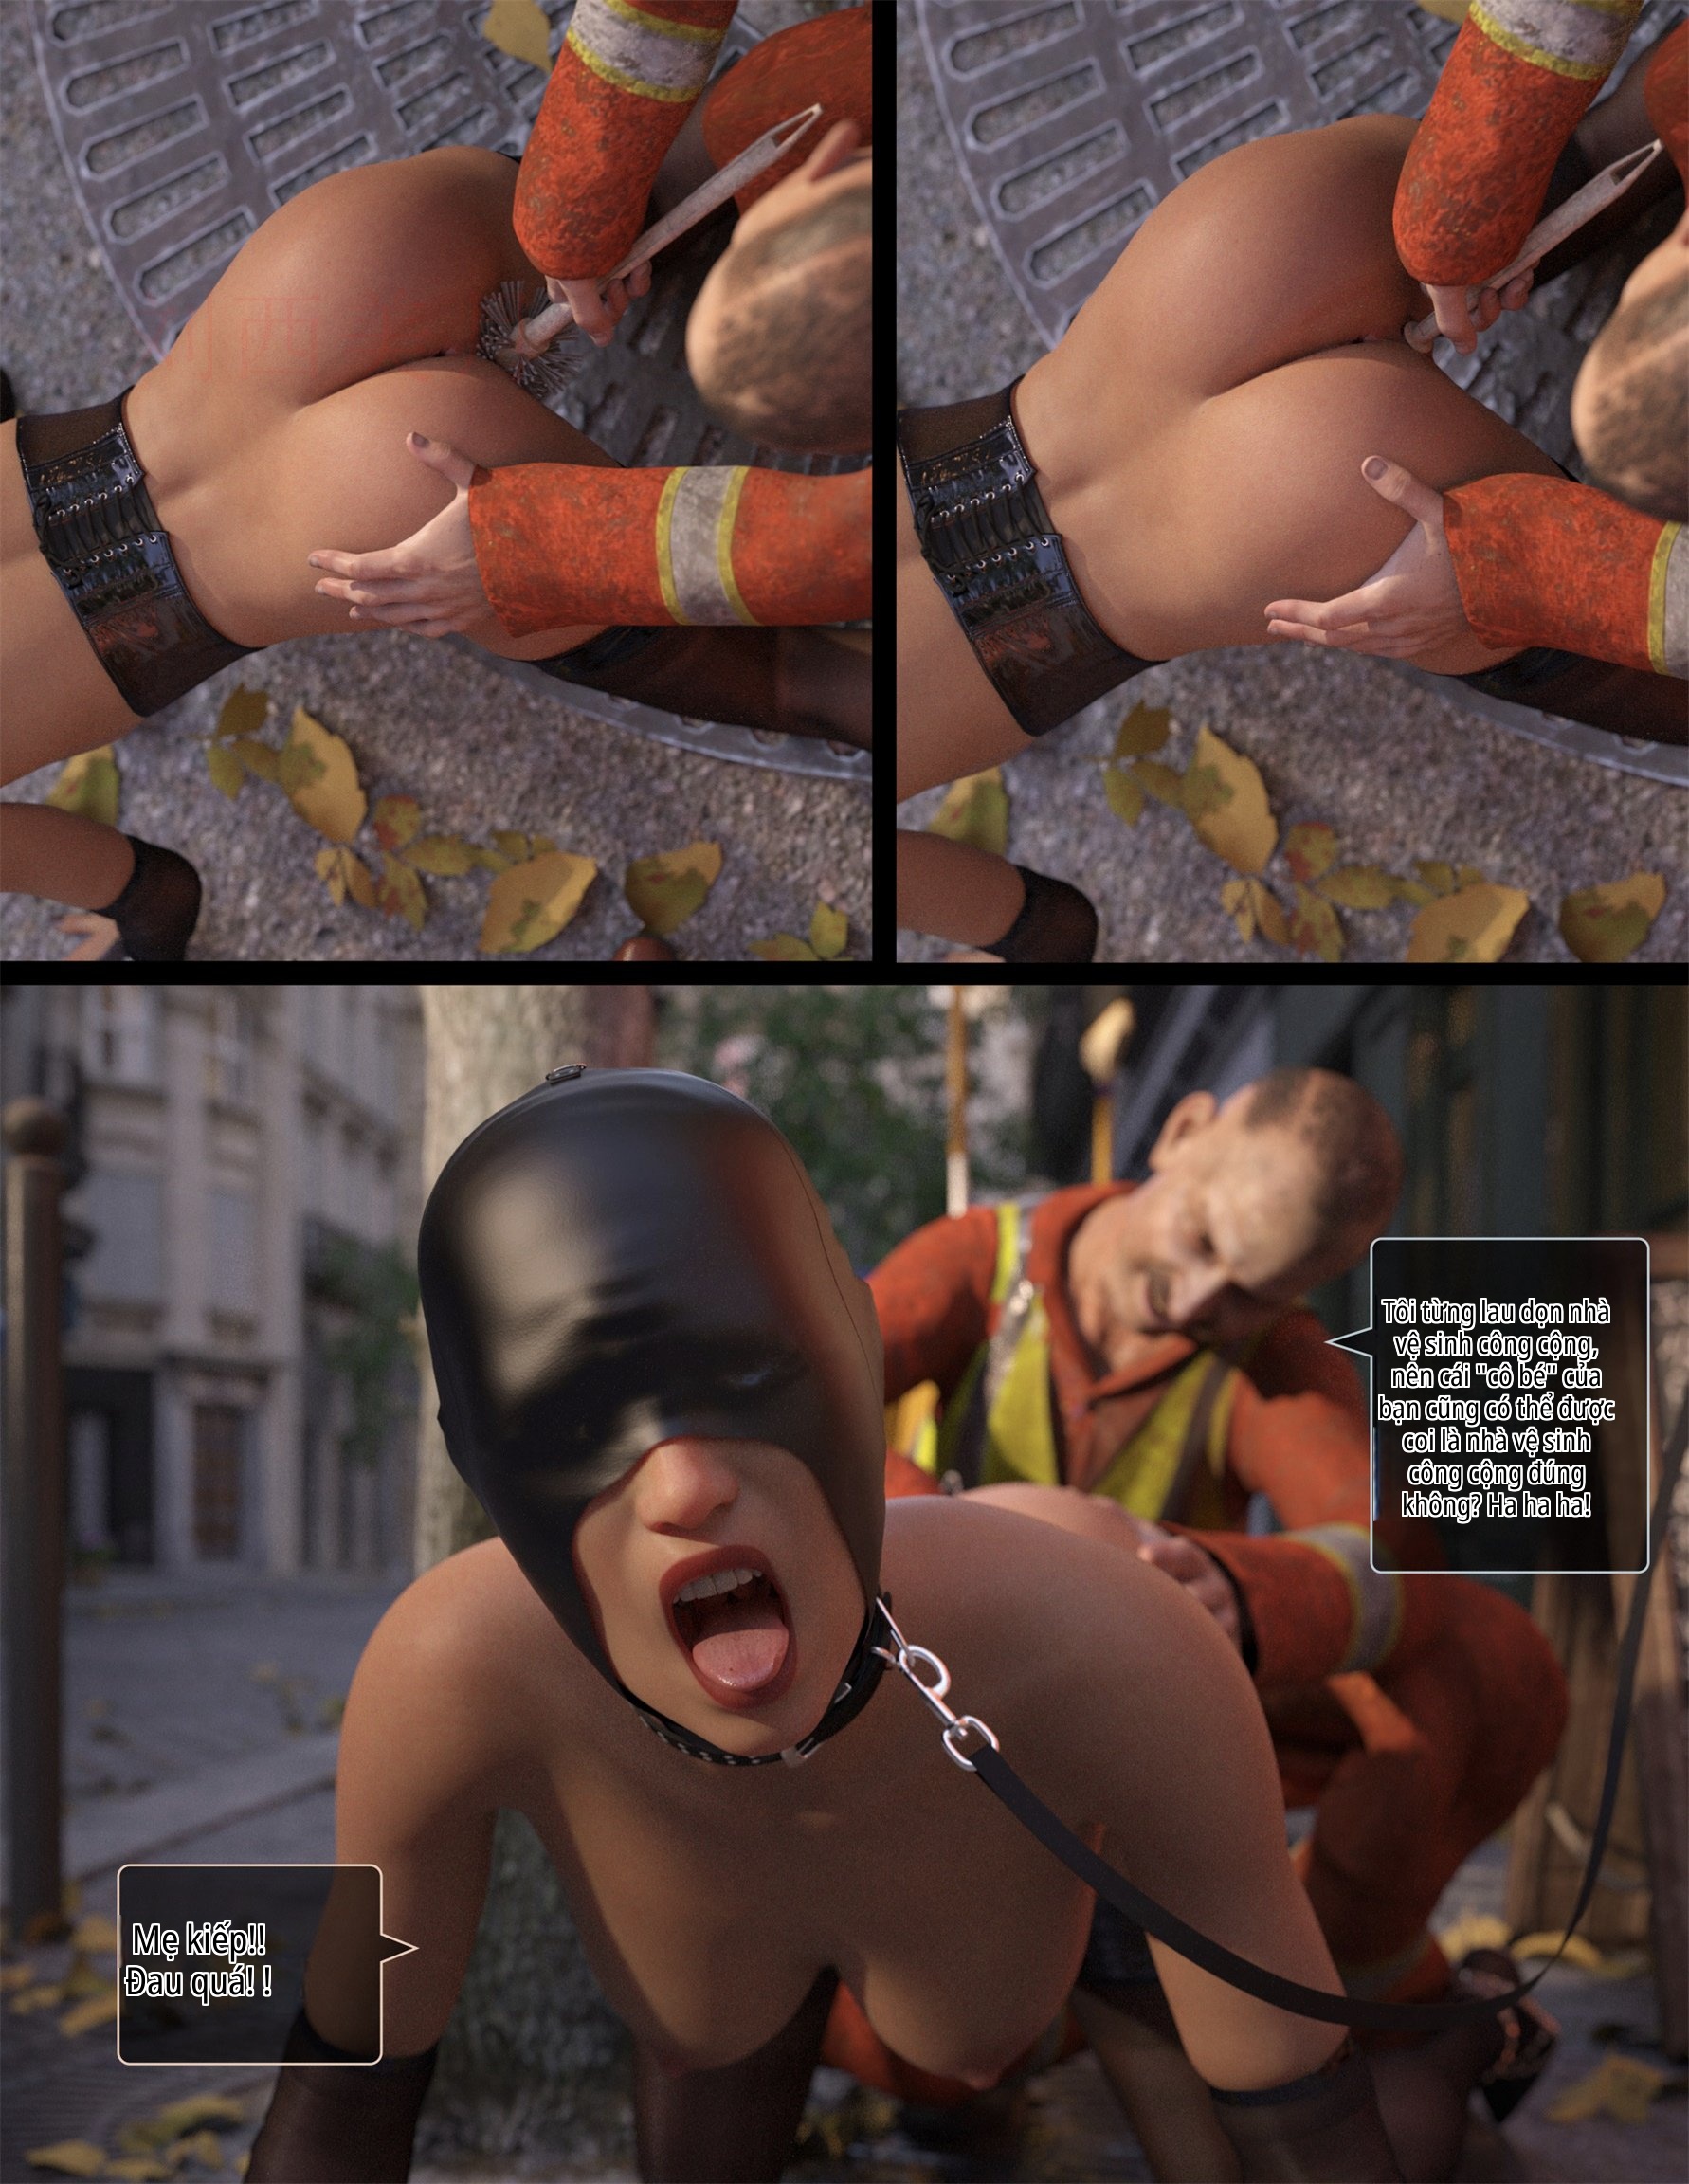 Tôi từng lau dọn nhà
vệ sinh công cộng,
nên cái "cô bé" của
bạn cũng có thể được
coi là nhà vệ sinh
công cộng đúng
không? Ha ha ha!
Mẹ kiếp!!
Đau quá! !